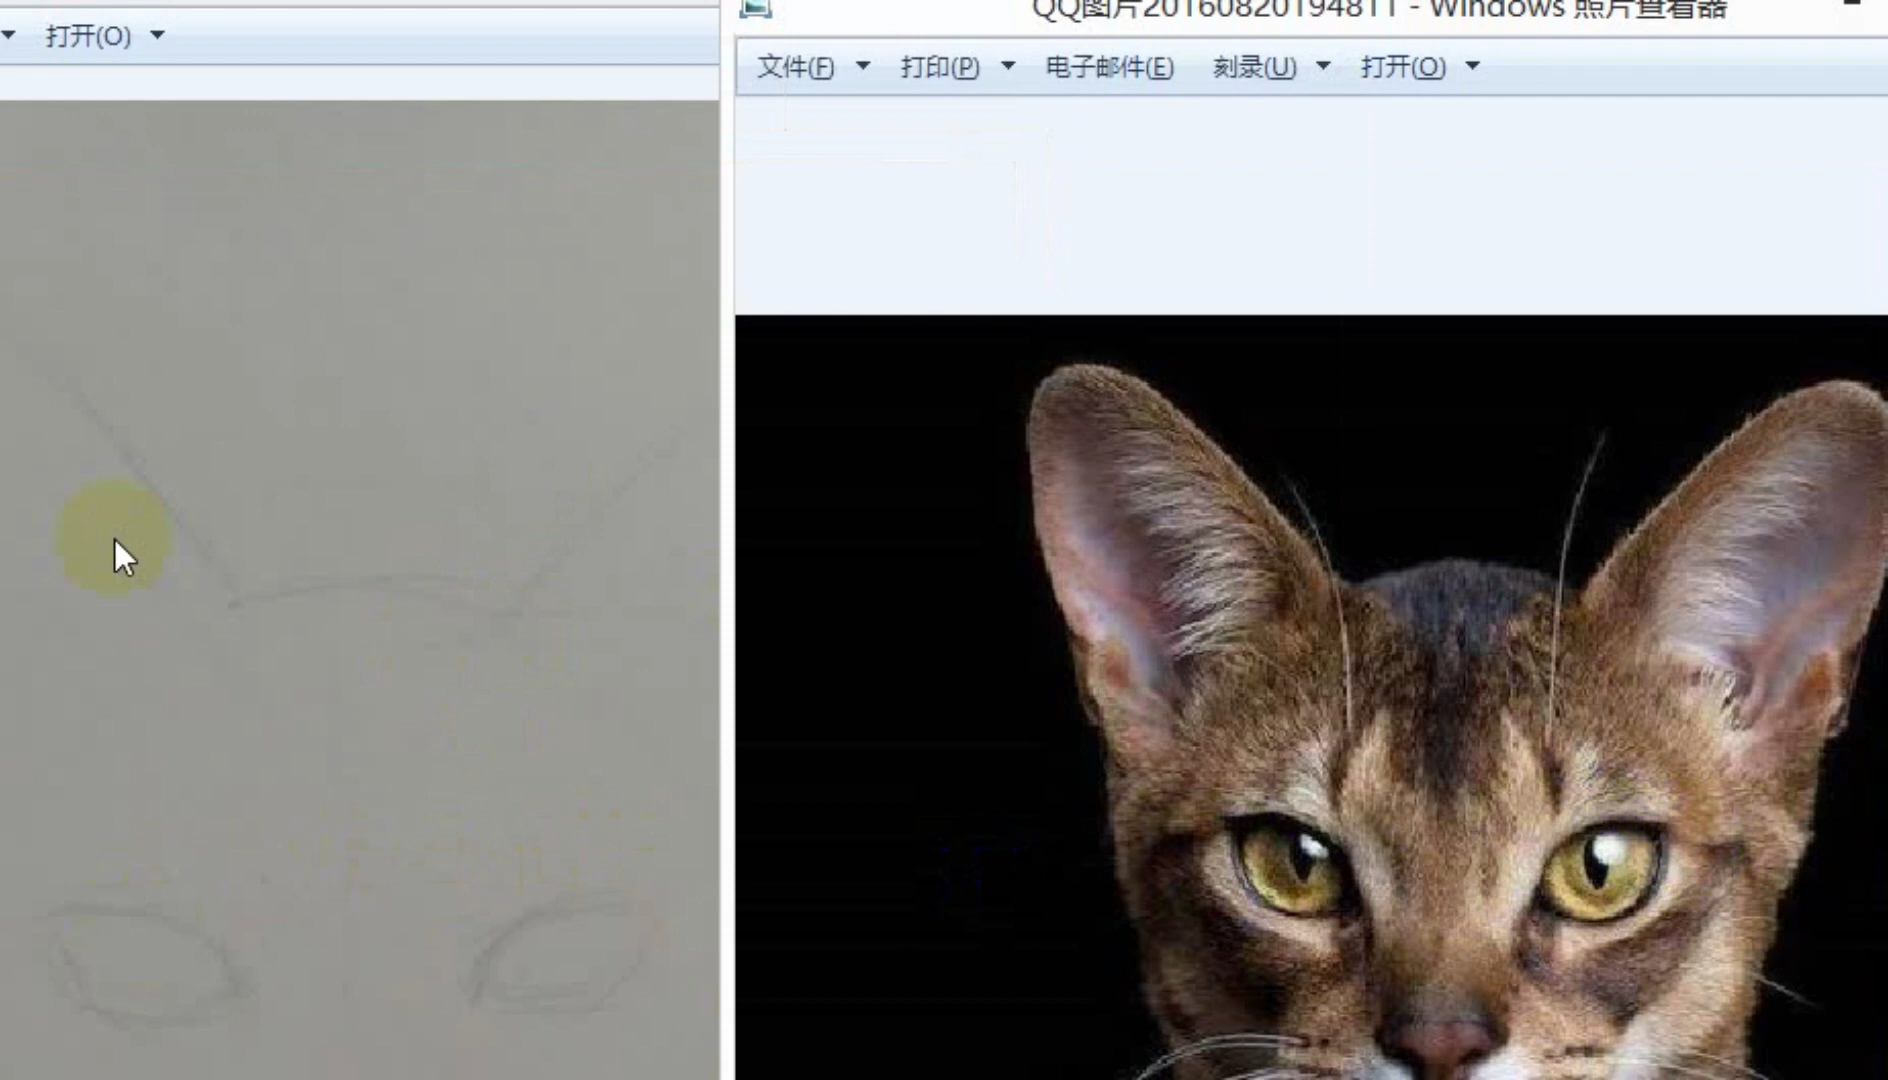 打开(O)
QQ图片20160820194811 - Windows 照片查看器
文件(F) 打印(P) 电子邮件(E) 刻录(U) 打开(O)